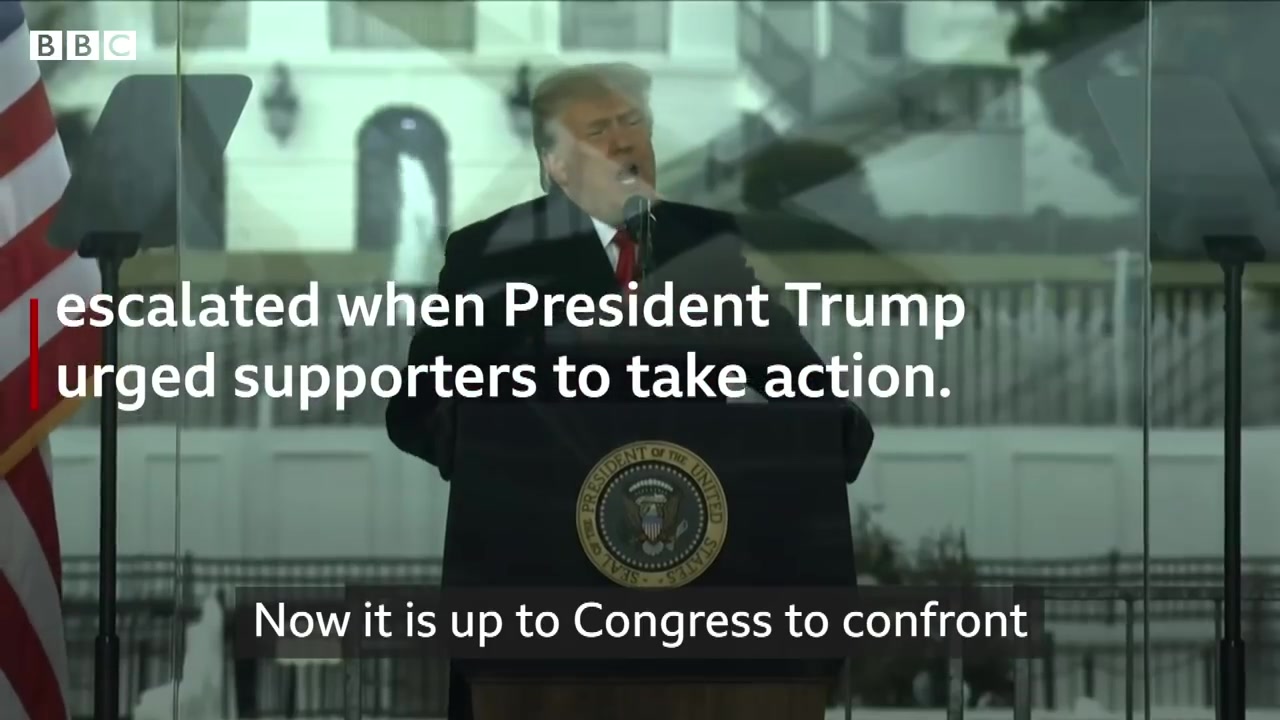 BBC
escalated when President Trump
urged supporters to take action.
SEAL OF THE PRESIDENT OF THE UNITED STATES
Now it is up to Congress to confront